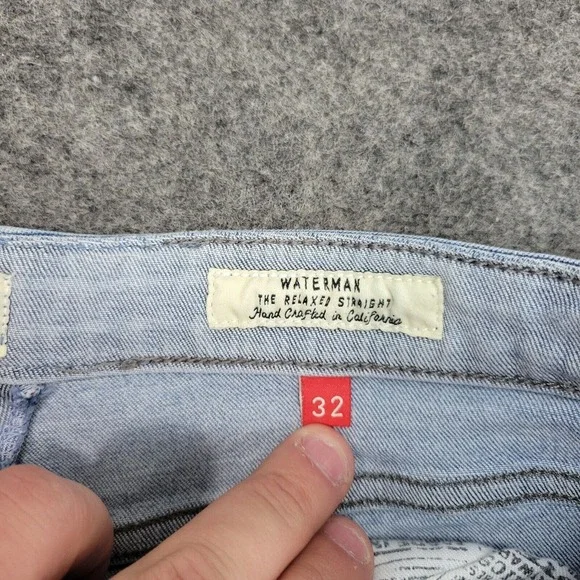 WATERMAN
THE RELAXED STRAIGHT
Hand Crafted in California
32